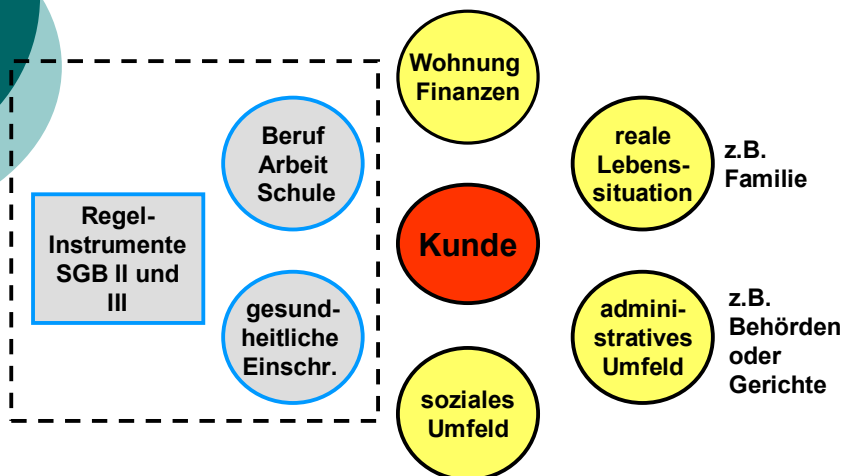 Wohnung
Finanzen
Beruf
Arbeit
Schule
reale
Lebens-
situation
z.B.
Familie
Regel-
Instrumente
SGB II und
III
Kunde
gesund-
heitliche
Einschr.
admini-
stratives
Umfeld
z.B.
Behörden
oder
Gerichte
soziales
Umfeld